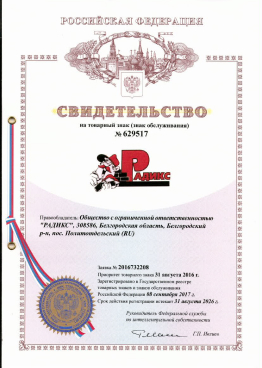 РОССИЙСКАЯ ФЕДЕРАЦИЯ
СВИДЕТЕЛЬСТВО
на товарный знак (знак обслуживания)
№ 629517
РАДИКС
Правообладатель: Общество с ограниченной ответственностью
"РАДИКС", 308506, Белгородская область, Белгородский
р-н, пос. Политотдельский (RU)
Заявка № 2016732208
Приоритет товарного знака 31 августа 2016 г.
Зарегистрировано в Государственном реестре
товарных знаков и знаков обслуживания
Российской Федерации 08 сентября 2017 г.
Срок действия регистрации истекает 31 августа 2026 г.
Руководитель Федеральной службы
по интеллектуальной собственности
Г.П. Ивлиев